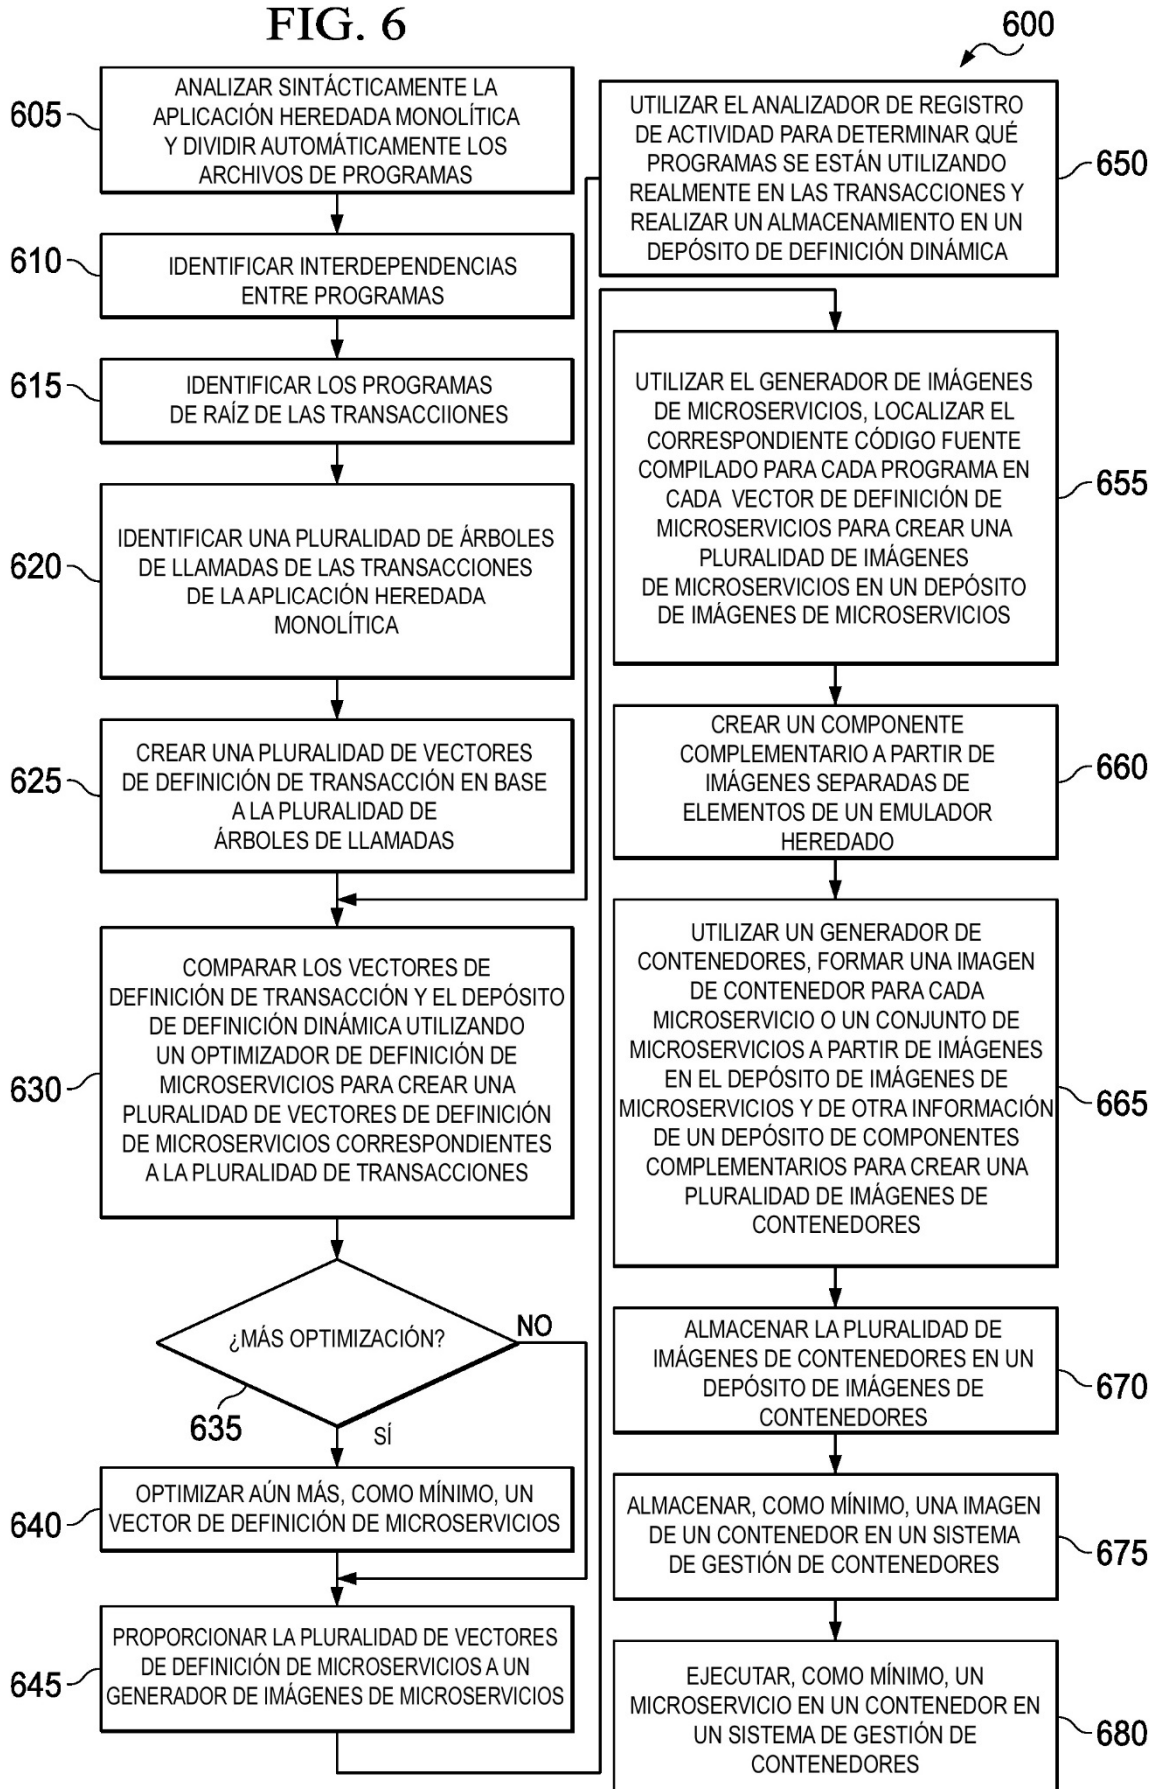 FIG. 6
600
605
ANALIZAR SINTÁCTICAMENTE LA
APLICACIÓN HEREDADA MONOLÍTICA
Y DIVIDIR AUTOMÁTICAMENTE LOS
ARCHIVOS DE PROGRAMAS
610
IDENTIFICAR INTERDEPENDENCIAS
ENTRE PROGRAMAS
615
IDENTIFICAR LOS PROGRAMAS
DE RAÍZ DE LAS TRANSACCIIONES
620
IDENTIFICAR UNA PLURALIDAD DE ÁRBOLES
DE LLAMADAS DE LAS TRANSACCIONES
DE LA APLICACIÓN HEREDADA
MONOLÍTICA
625
CREAR UNA PLURALIDAD DE VECTORES
DE DEFINICIÓN DE TRANSACCIÓN EN BASE
A LA PLURALIDAD DE
ÁRBOLES DE LLAMADAS
630
COMPARAR LOS VECTORES DE
DEFINICIÓN DE TRANSACCIÓN Y EL DEPÓSITO
DE DEFINICIÓN DINÁMICA UTILIZANDO
UN OPTIMIZADOR DE DEFINICIÓN DE
MICROSERVICIOS PARA CREAR UNA
PLURALIDAD DE VECTORES DE DEFINICIÓN
DE MICROSERVICIOS CORRESPONDIENTES
A LA PLURALIDAD DE TRANSACCIONES
¿MÁS OPTIMIZACIÓN?
NO
635
SÍ
640
OPTIMIZAR AÚN MÁS, COMO MÍNIMO, UN
VECTOR DE DEFINICIÓN DE MICROSERVICIOS
645
PROPORCIONAR LA PLURALIDAD DE VECTORES
DE DEFINICIÓN DE MICROSERVICIOS A UN
GENERADOR DE IMÁGENES DE MICROSERVICIOS
UTILIZAR EL ANALIZADOR DE REGISTRO
DE ACTIVIDAD PARA DETERMINAR QUÉ
PROGRAMAS SE ESTÁN UTILIZANDO
REALMENTE EN LAS TRANSACCIONES Y
REALIZAR UN ALMACENAMIENTO EN UN
DEPÓSITO DE DEFINICIÓN DINÁMICA
650
UTILIZAR EL GENERADOR DE IMÁGENES
DE MICROSERVICIOS, LOCALIZAR EL
CORRESPONDIENTE CÓDIGO FUENTE
COMPILADO PARA CADA PROGRAMA EN
CADA VECTOR DE DEFINICIÓN DE
MICROSERVICIOS PARA CREAR UNA
PLURALIDAD DE IMÁGENES
DE MICROSERVICIOS EN UN DEPÓSITO
DE IMÁGENES DE MICROSERVICIOS
655
CREAR UN COMPONENTE
COMPLEMENTARIO A PARTIR DE
IMÁGENES SEPARADAS DE
ELEMENTOS DE UN EMULADOR
HEREDADO
660
UTILIZAR UN GENERADOR DE
CONTENEDORES, FORMAR UNA IMAGEN
DE CONTENEDOR PARA CADA
MICROSERVICIO O UN CONJUNTO DE
MICROSERVICIOS A PARTIR DE IMÁGENES
EN EL DEPÓSITO DE IMÁGENES DE
MICROSERVICIOS Y DE OTRA INFORMACIÓN
DE UN DEPÓSITO DE COMPONENTES
COMPLEMENTARIOS PARA CREAR UNA
PLURALIDAD DE IMÁGENES DE
CONTENEDORES
665
ALMACENAR LA PLURALIDAD DE
IMÁGENES DE CONTENEDORES EN UN
DEPÓSITO DE IMÁGENES DE
CONTENEDORES
670
ALMACENAR, COMO MÍNIMO, UNA IMAGEN
DE UN CONTENEDOR EN UN SISTEMA
DE GESTIÓN DE CONTENEDORES
675
EJECUTAR, COMO MÍNIMO, UN
MICROSERVICIO EN UN CONTENEDOR EN
UN SISTEMA DE GESTIÓN DE
CONTENEDORES
680